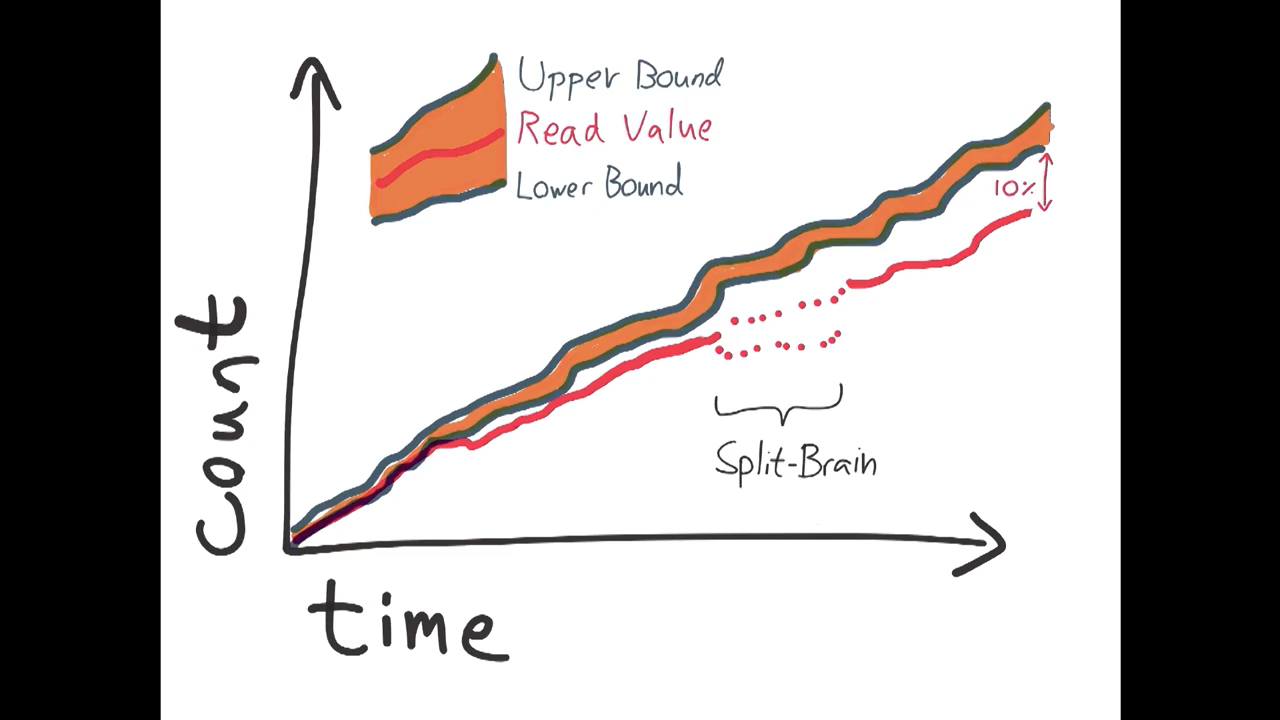 Upper Bound
Read Value
Lower Bound
10%
Split-Brain
count
time